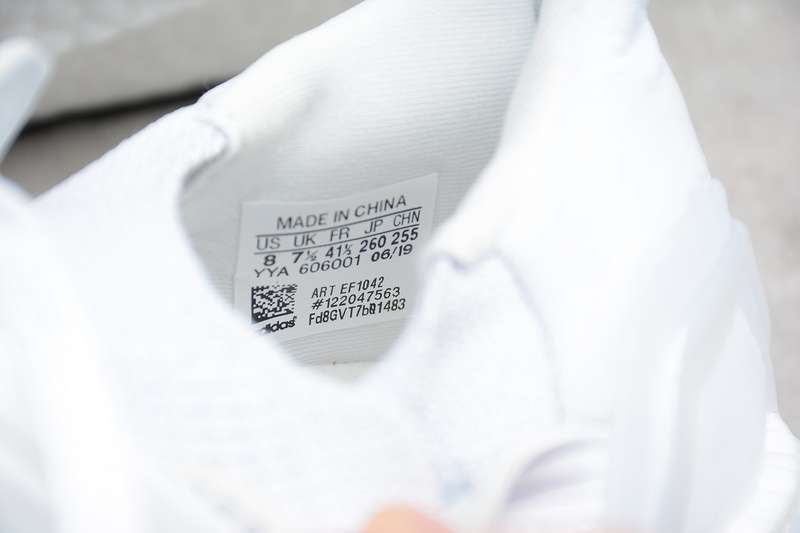 MADE IN CHINA
US UK FR JP CHN
8 7½ 41⅓ 260 255
YYA 606001 06/19
ART EF1042
#122047563
Fd8GVT7bQ1483
adidas